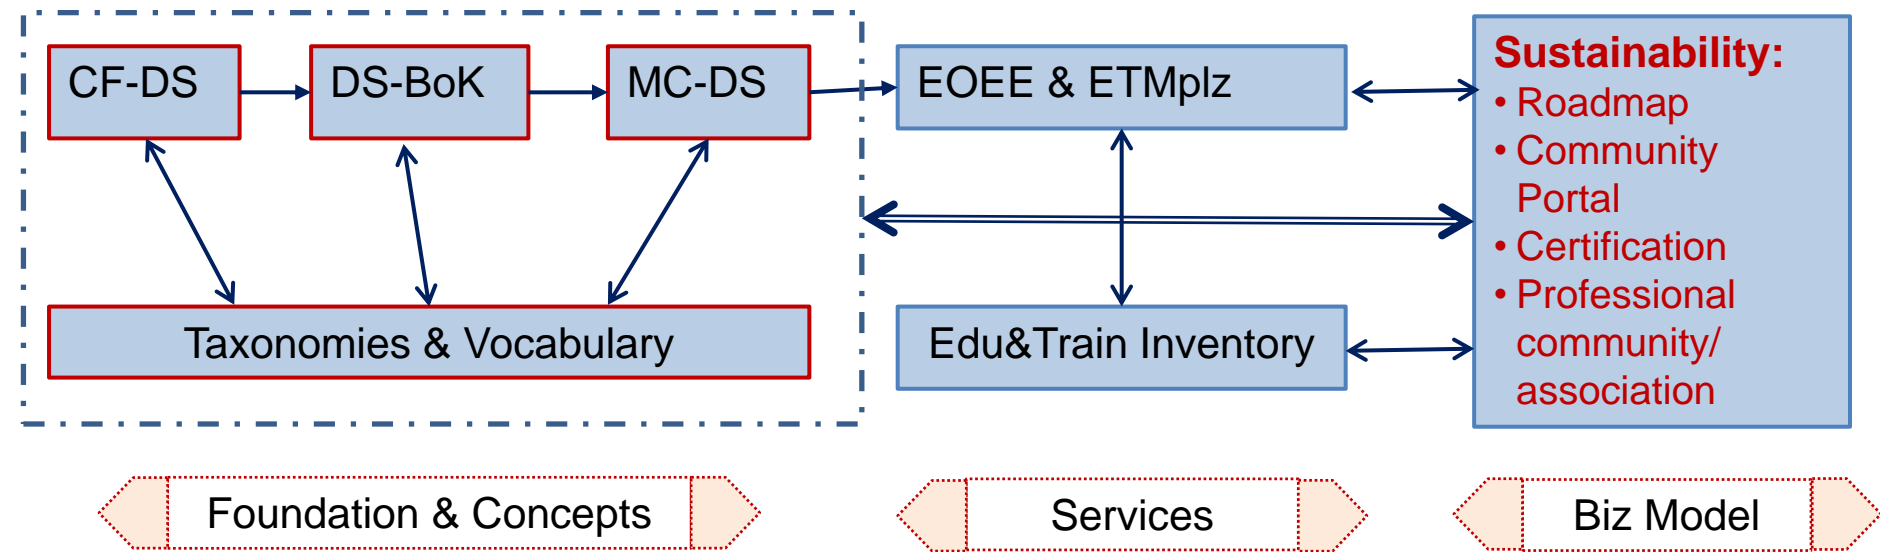 CF-DS
DS-BoK
MC-DS
EOEE & ETMplz
Taxonomies & Vocabulary
Edu&Train Inventory
Sustainability:
• Roadmap
• Community
Portal
• Certification
• Professional
community/
association
Foundation & Concepts
Services
Biz Model